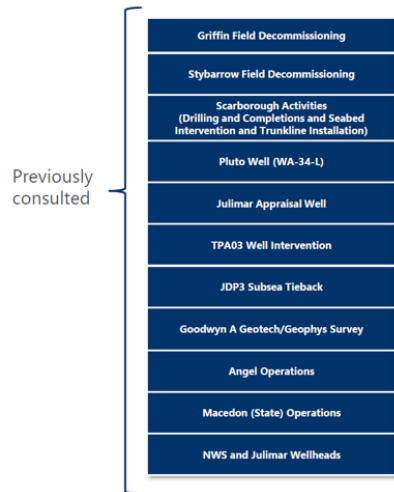 Previously
consulted
Griffin Field Decommissioning
Stybarrow Field Decommissioning
Scarborough Activities
(Drilling and Completions and Seabed
Intervention and Trunkline Installation)
Pluto Well (WA-34-L)
Julimar Appraisal Well
TPA03 Well Intervention
JDP3 Subsea Tieback
Goodwyn A Geotech/Geophys Survey
Angel Operations
Macedon (State) Operations
NWS and Julimar Wellheads